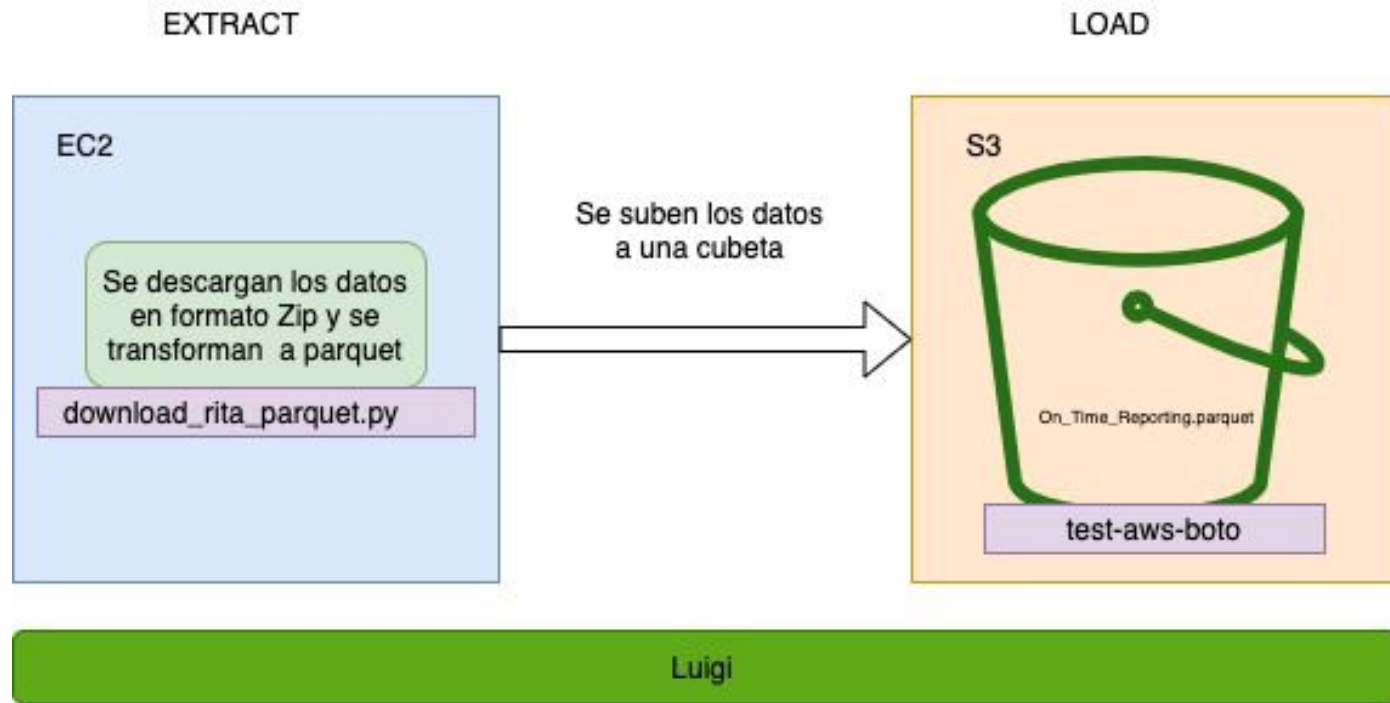 EXTRACT
LOAD
EC2
S3
Se suben los datos
a una cubeta
Se descargan los datos
en formato Zip y se
transforman a parquet
download_rita_parquet.py
On_Time_Reporting.parquet
test-aws-boto
Luigi